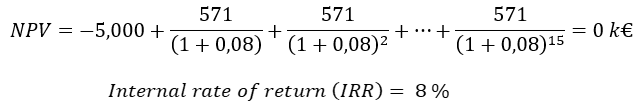 NPV = −5,000 + 571/(1 + 0,08) + 571/(1 + 0,08)² + ⋯ + 571/(1 + 0,08)¹⁵ = 0 k€
Internal rate of return (IRR) = 8 %